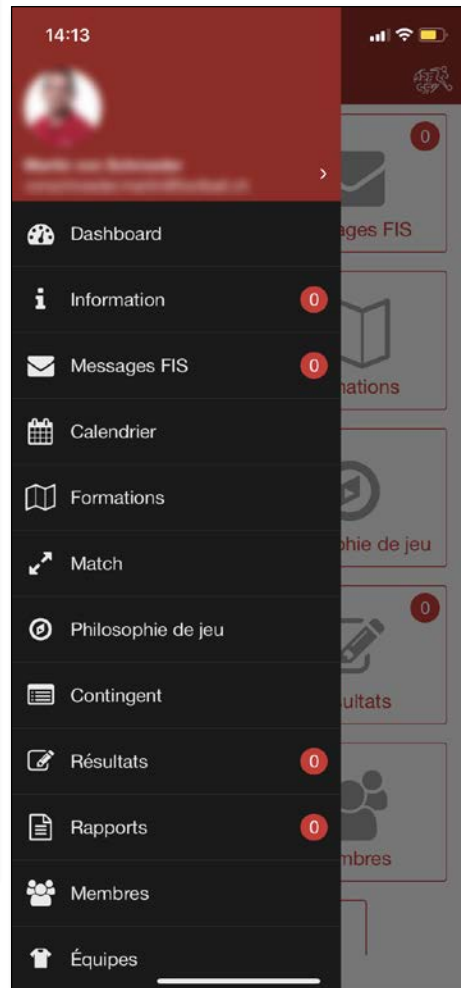 14:13
Dashboard
Information 0
Messages FIS 0
Calendrier
Formations
Match
Philosophie de jeu
Contingent
Résultats 0
Rapports 0
Membres
Équipes
0
ages FIS
nations
phie de jeu
0
ultats
mbres